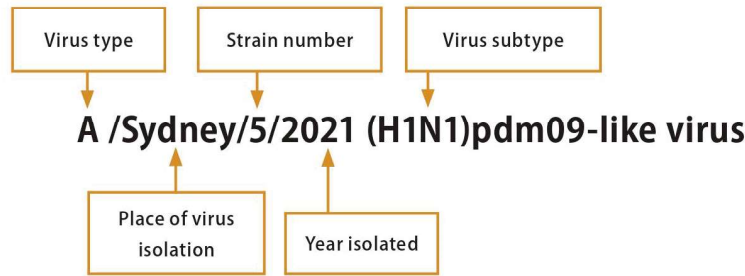 Virus type
Strain number
Virus subtype
A /Sydney/5/2021 (H1N1)pdm09-like virus
Place of virus
isolation
Year isolated